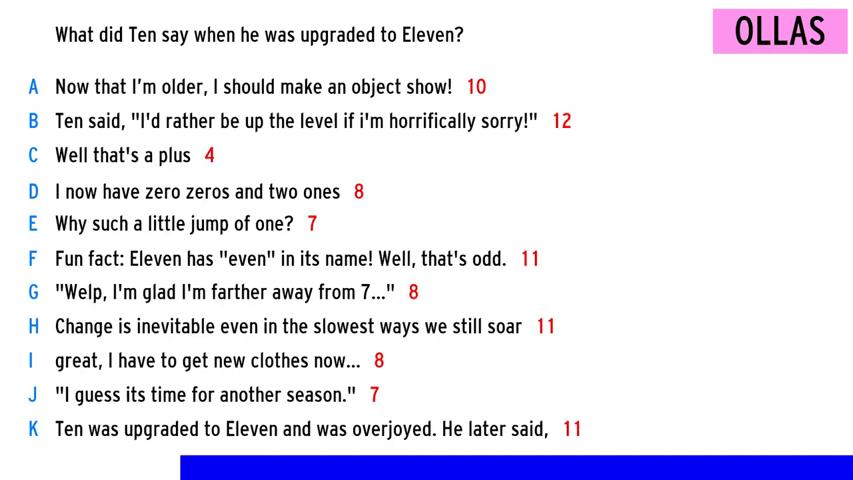 What did Ten say when he was upgraded to Eleven?
OLLAS
A Now that I'm older, I should make an object show! 10
B Ten said, "I'd rather be up the level if i'm horrifically sorry!" 12
C Well that's a plus 4
D I now have zero zeros and two ones 8
E Why such a little jump of one? 7
F Fun fact: Eleven has "even" in its name! Well, that's odd. 11
G "Welp, I'm glad I'm farther away from 7..." 8
H Change is inevitable even in the slowest ways we still soar 11
I great, I have to get new clothes now... 8
J "I guess its time for another season." 7
K Ten was upgraded to Eleven and was overjoyed. He later said, 11